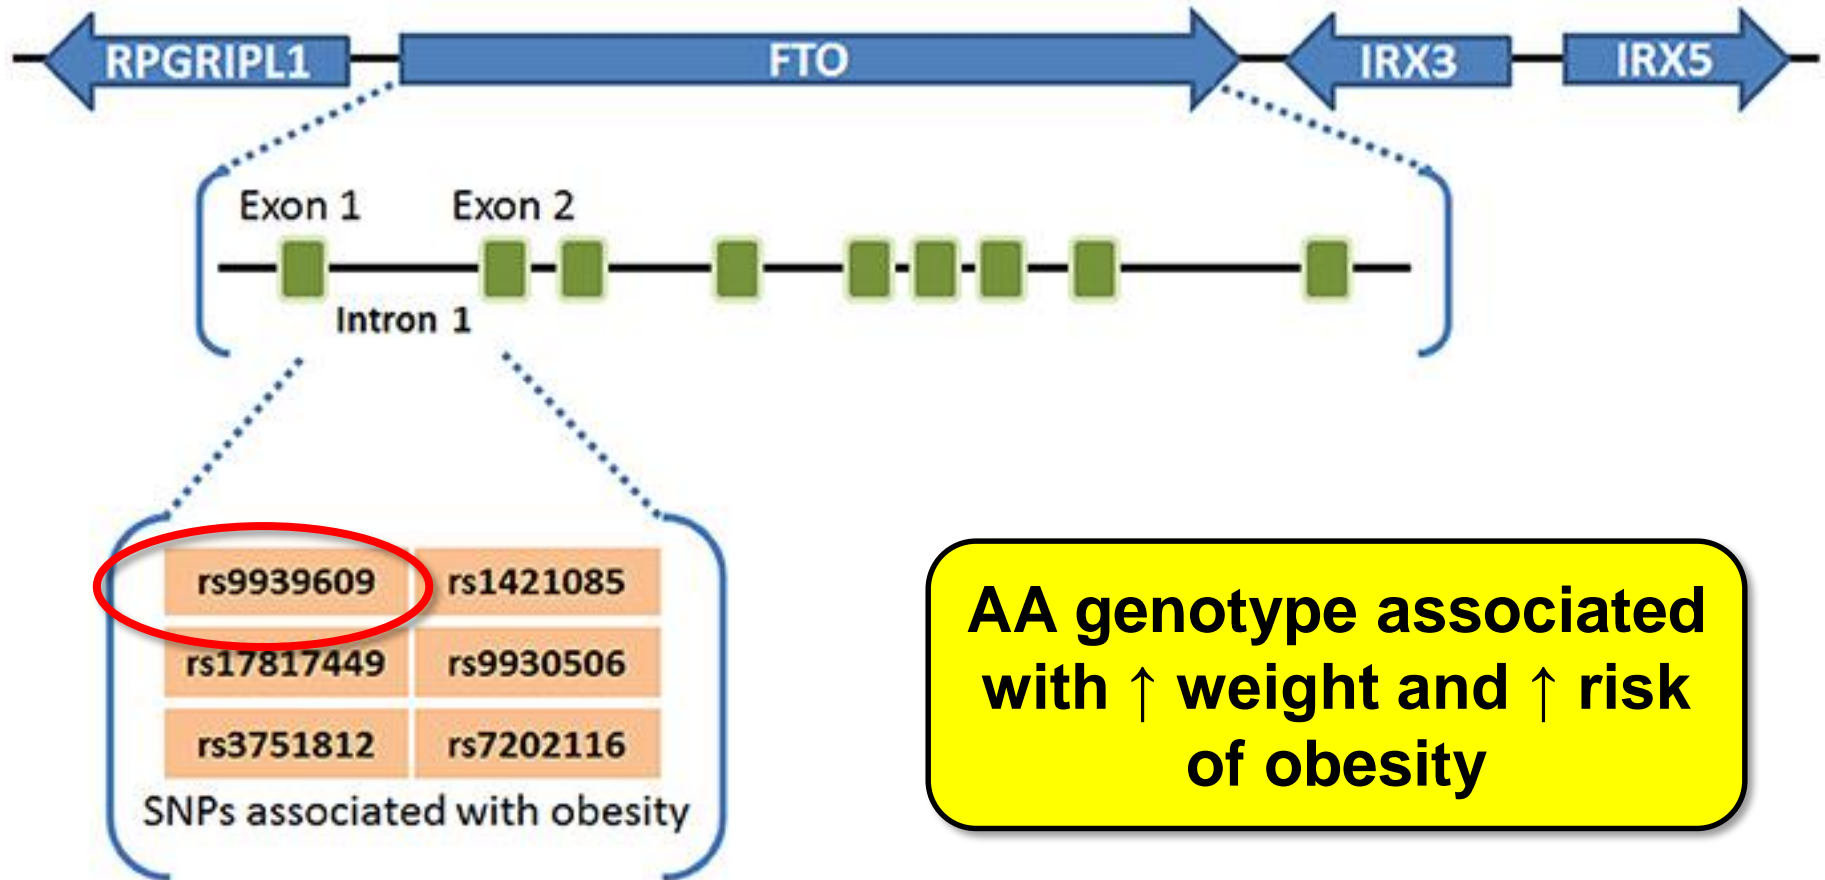 RPGRIPL1
FTO
IRX3
IRX5
Exon 1
Exon 2
Intron 1
rs9939609
rs1421085
rs17817449
rs9930506
rs3751812
rs7202116
SNPs associated with obesity
AA genotype associated
with ↑ weight and ↑ risk
of obesity